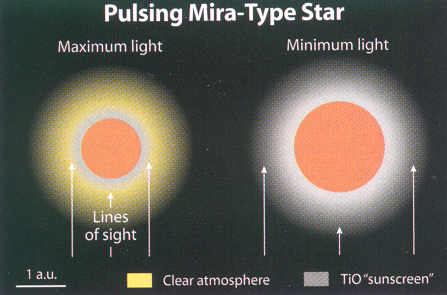 Pulsing Mira-Type Star
Maximum light
Minimum light
Lines
of sight
1 a.u.
Clear atmosphere
TiO "sunscreen"